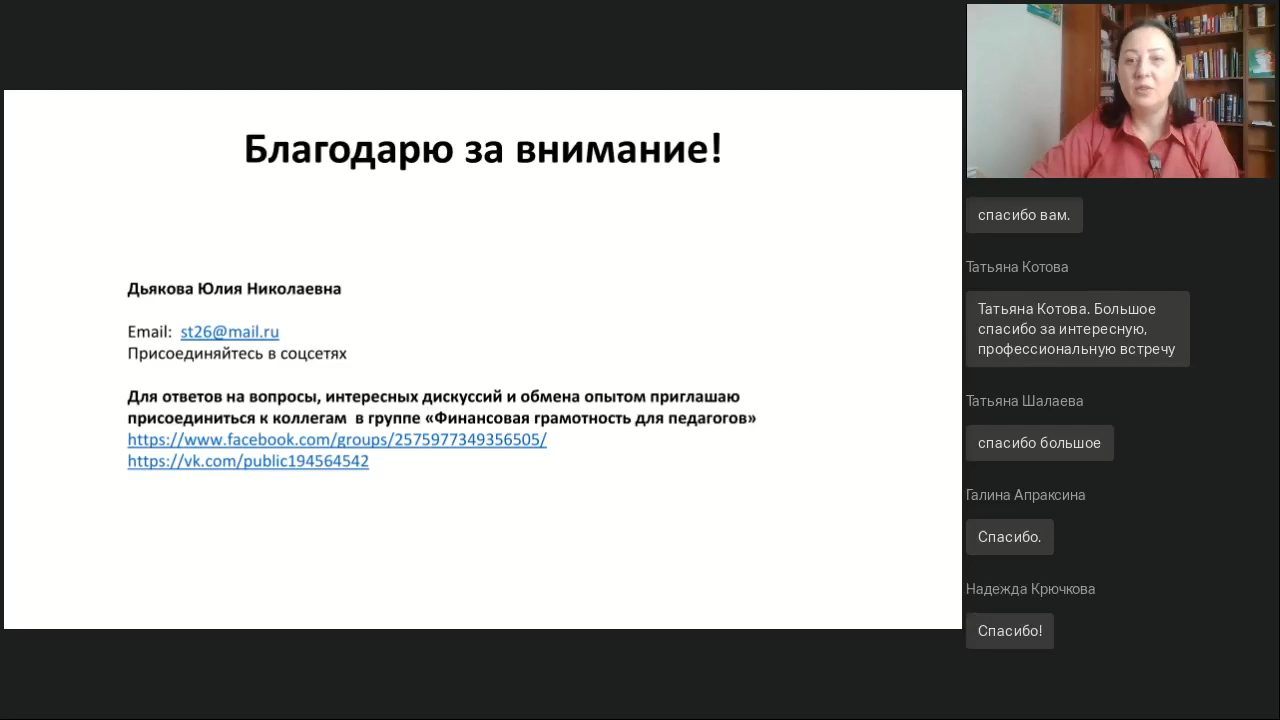 Благодарю за внимание!
Дьякова Юлия Николаевна
Email: st26@mail.ru
Присоединяйтесь в соцсетях
Для ответов на вопросы, интересных дискуссий и обмена опытом приглашаю
присоединиться к коллегам в группе «Финансовая грамотность для педагогов»
https://www.facebook.com/groups/2575977349356505/
https://vk.com/public194564542
спасибо вам.
Татьяна Котова
Татьяна Котова. Большое
спасибо за интересную,
профессиональную встречу
Татьяна Шалаева
спасибо большое
Галина Апраксина
Спасибо.
Надежда Крючкова
Спасибо!